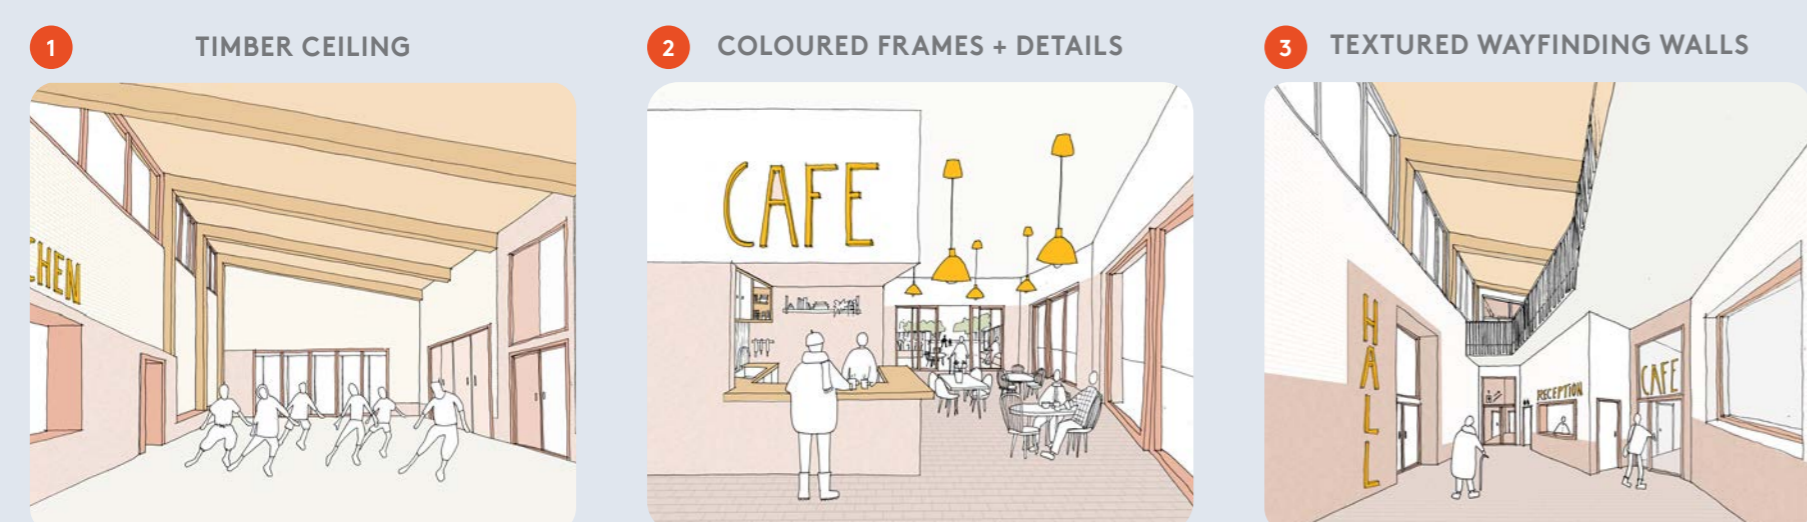 1 TIMBER CEILING
2 COLOURED FRAMES + DETAILS
3 TEXTURED WAYFINDING WALLS
CHEN
CAFE
HALL
RECEPTION
CAFE